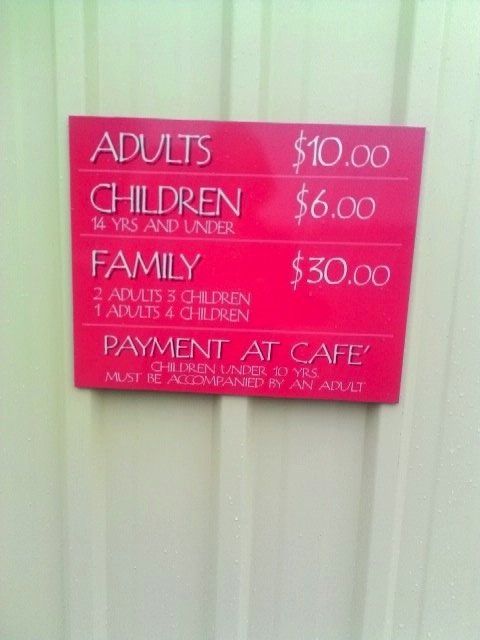 ADULTS $10.00
CHILDREN $6.00
14 YRS AND UNDER
FAMILY $30.00
2 ADULTS 3 CHILDREN
1 ADULTS 4 CHILDREN
PAYMENT AT CAFE'
CHILDREN UNDER 10 YRS.
MUST BE ACCOMPANIED BY AN ADULT